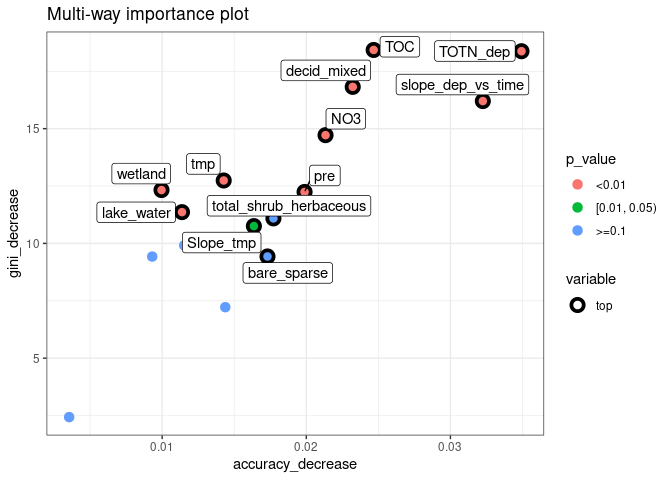 Multi-way importance plot
TOC
TOTN_dep
decid_mixed
slope_dep_vs_time
NO3
tmp
wetland
pre
lake_water
total_shrub_herbaceous
Slope_tmp
bare_sparse
15
10
5
gini_decrease
0.01
0.02
0.03
accuracy_decrease
p_value
<0.01
[0.01, 0.05)
>=0.1
variable
top